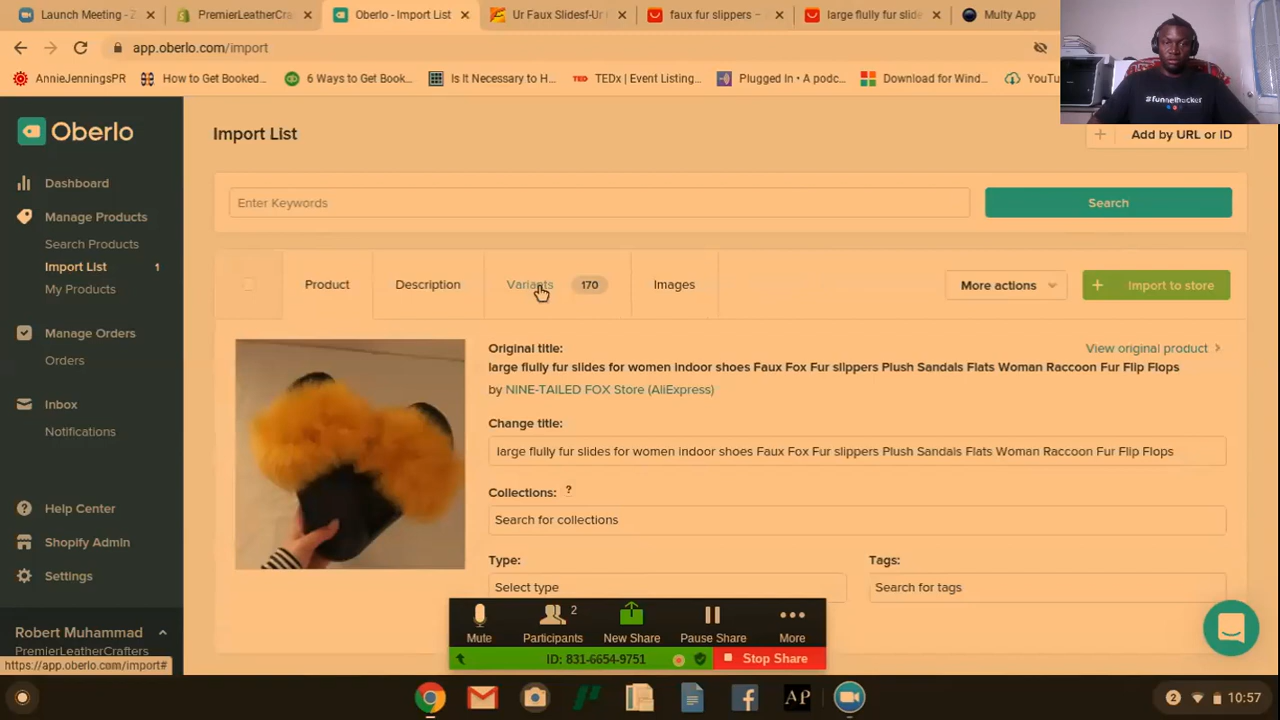 Launch Meeting - Z
PremierLeatherCra
Oberlo - Import List
Ur Faux Slidesf-Ur
faux fur slippers –
large flully fur slide
Multy App
app.oberlo.com/import
AnnieJenningsPR
How to Get Booked...
6 Ways to Get Book...
Is It Necessary to H...
TED
TEDx | Event Listing...
Plugged In • A podc...
Download for Wind...
YouTu
#funnelhacker
Oberlo
Import List
Add by URL or ID
Dashboard
Manage Products
Search Products
Import List 1
My Products
Manage Orders
Orders
Inbox
Notifications
Help Center
Shopify Admin
Settings
Robert Muhammad
PremierLeatherCrafters
https://app.oberlo.com/import#
Enter Keywords
Search
Product
Description
Variants 170
Images
More actions
+ Import to store
Original title:
View original product
large flully fur slides for women indoor shoes Faux Fox Fur slippers Plush Sandals Flats Woman Raccoon Fur Flip Flops
by NINE-TAILED FOX Store (AliExpress)
Change title:
large flully fur slides for women indoor shoes Faux Fox Fur slippers Plush Sandals Flats Woman Raccoon Fur Flip Flops
Collections: ?
Search for collections
Type:
Tags:
Select type
Search for tags
2
Mute
Participants
New Share
Pause Share
More
ID: 831-6654-9751
Stop Share
AP
2
10:57